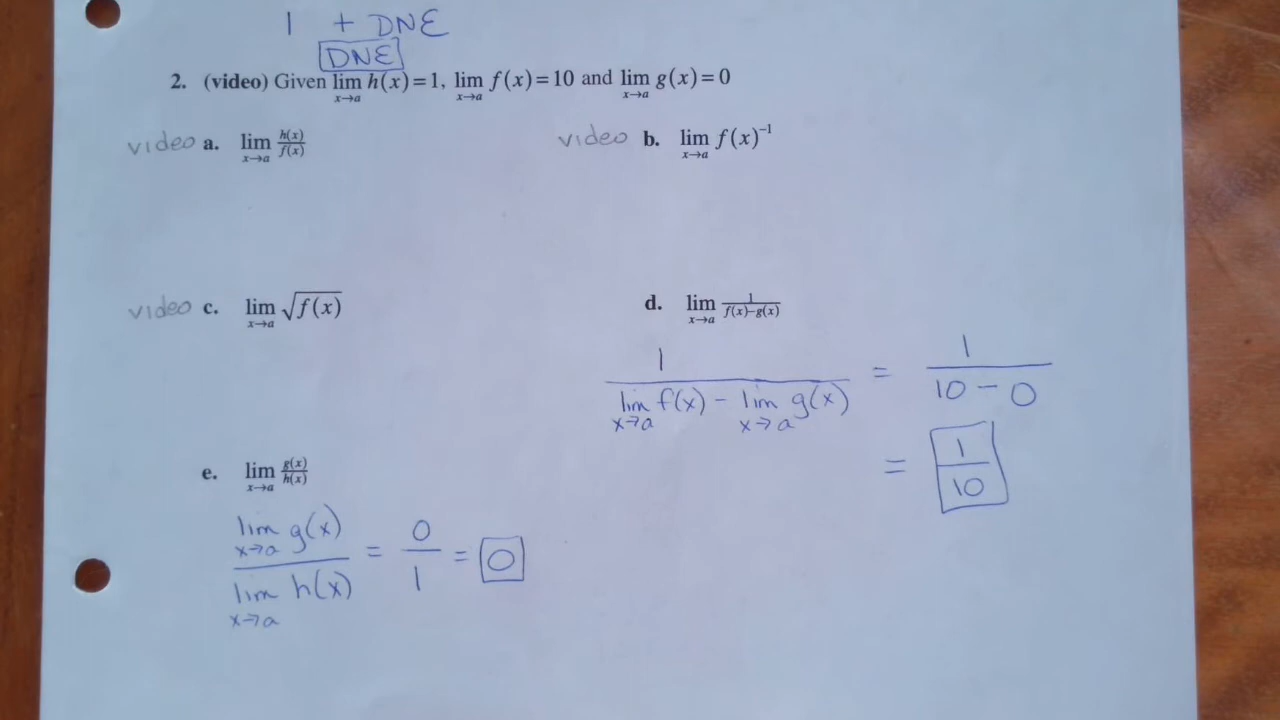 1 + DNE
DNE
2. (video) Given lim x→a h(x)=1, lim x→a f(x)=10 and lim x→a g(x)=0
video a. lim x→a h(x)/f(x)
video b. lim x→a f(x)⁻¹
video c. lim x→a √f(x)
d. lim x→a 1/f(x)-g(x)
1 / lim x→a f(x) - lim x→a g(x) = 1 / 10 - 0
= 1/10
e. lim x→a g(x)/h(x)
lim x→a g(x) / lim x→a h(x) = 0/1 = 0